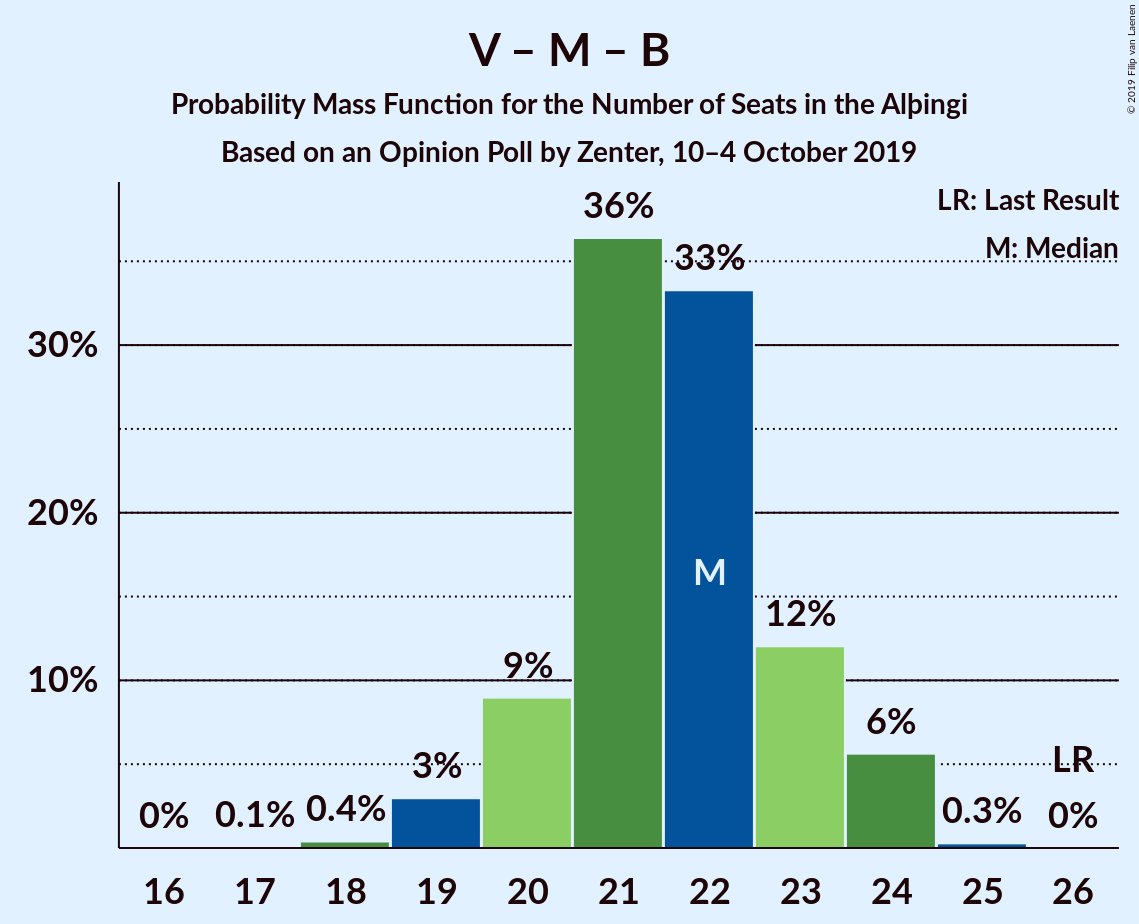 V – M – B
Probability Mass Function for the Number of Seats in the Alþingi
Based on an Opinion Poll by Zenter, 10–4 October 2019
© 2019 Filip van Laenen
LR: Last Result
M: Median
36%
33%
30%
M
20%
12%
10%
9%
6%
3%
LR
0%
0.1%
0.4%
0.3%
0%
16 17 18 19 20 21 22 23 24 25 26